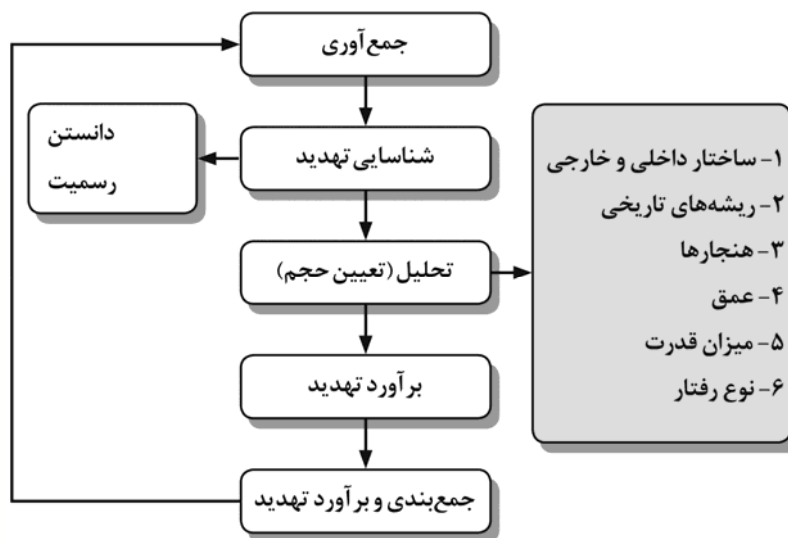 جمع‌آوری
شناسایی تهدید
دانستن
رسمیت
تحلیل (تعیین حجم)
۱- ساختار داخلی و خارجی
۲- ریشه‌های تاریخی
۳- هنجارها
۴- عمق
۵- میزان قدرت
۶- نوع رفتار
برآورد تهدید
جمع‌بندی و برآورد تهدید